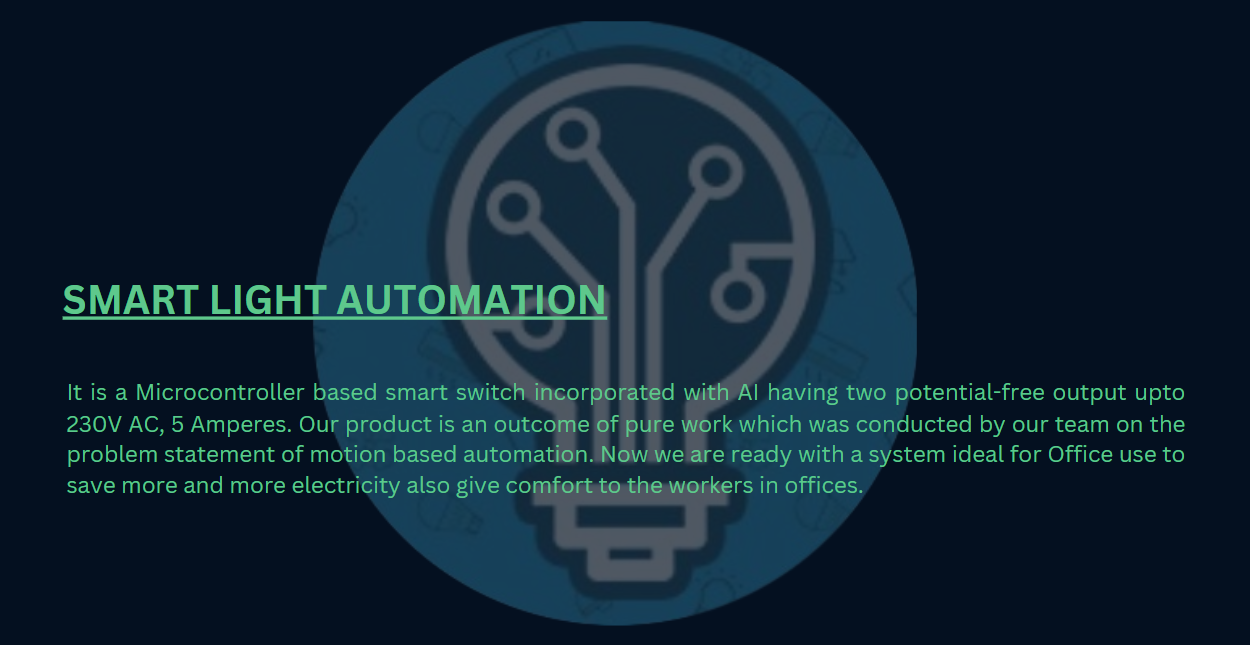 SMART LIGHT AUTOMATION
It is a Microcontroller based smart switch incorporated with AI having two potential-free output upto
230V AC, 5 Amperes. Our product is an outcome of pure work which was conducted by our team on the
problem statement of motion based automation. Now we are ready with a system ideal for Office use to
save more and more electricity also give comfort to the workers in offices.